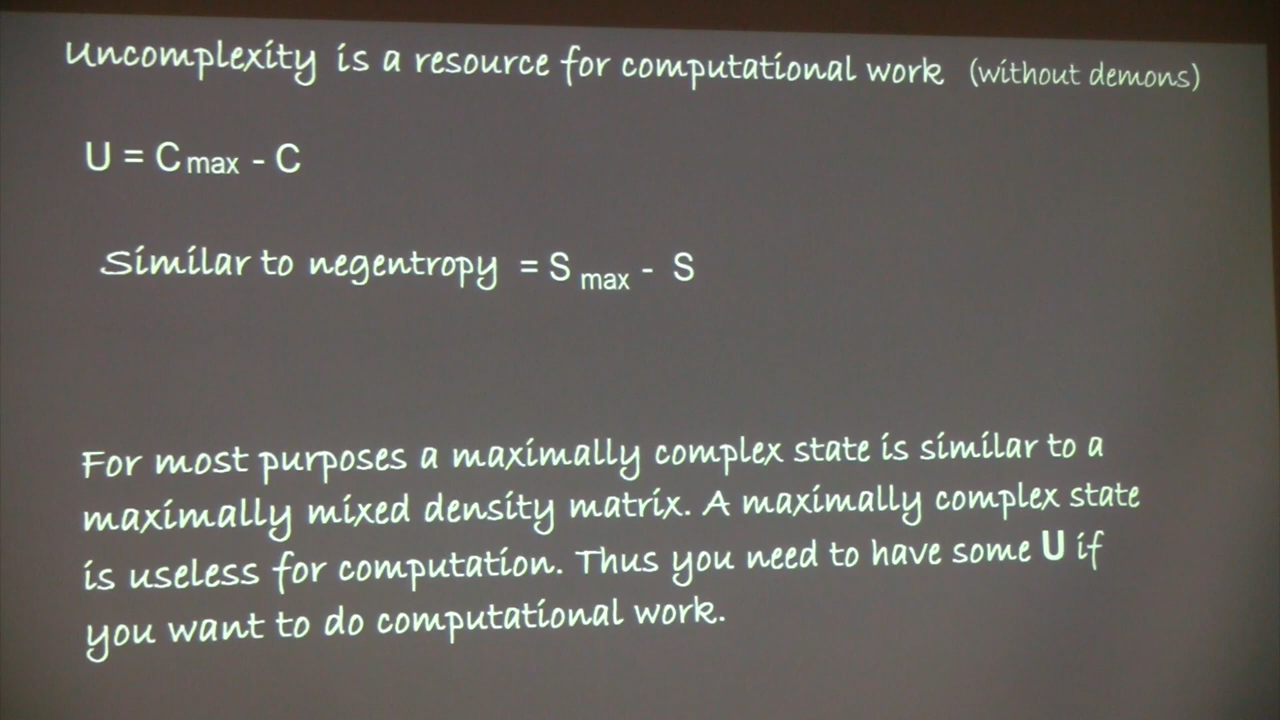 Uncomplexity is a resource for computational work (without demons)
U = Cmax - C
Similar to negentropy = S max - S
For most purposes a maximally complex state is similar to a
maximally mixed density matrix. A maximally complex state
is useless for computation. Thus you need to have some U if
you want to do computational work.